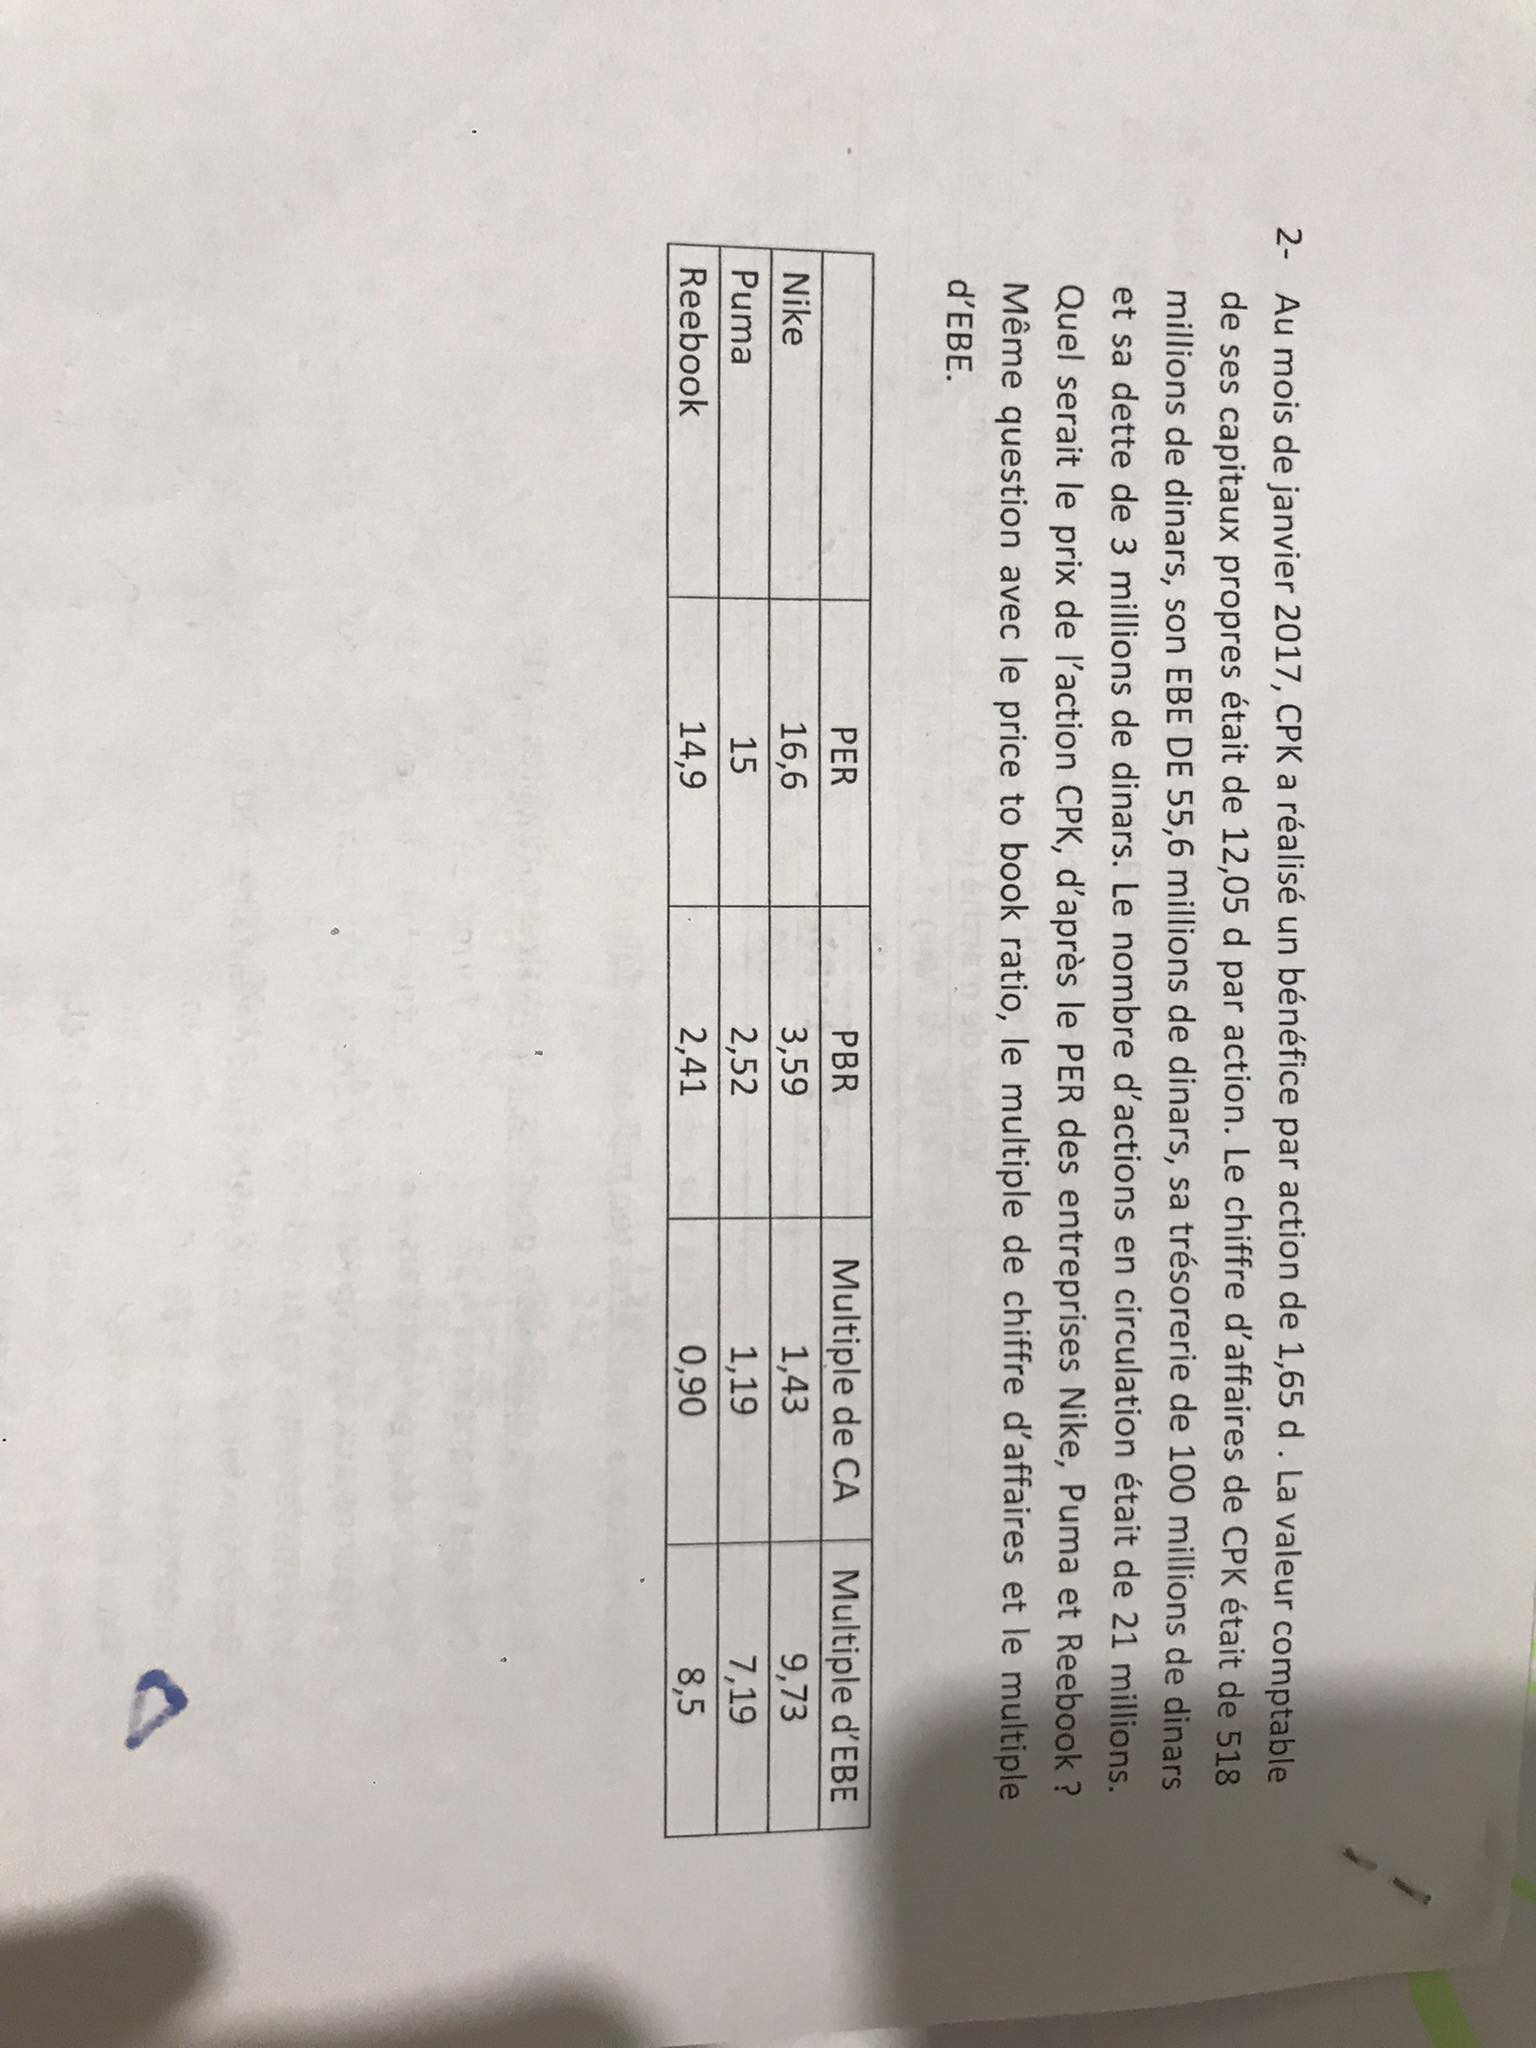 2- Au mois de janvier 2017, CPK a réalisé un bénéfice par action de 1,65 d . La valeur comptable
de ses capitaux propres était de 12,05 d par action. Le chiffre d'affaires de CPK était de 518
millions de dinars, son EBE DE 55,6 millions de dinars, sa trésorerie de 100 millions de dinars
et sa dette de 3 millions de dinars. Le nombre d'actions en circulation était de 21 millions.
Quel serait le prix de l'action CPK, d'après le PER des entreprises Nike, Puma et Reebook ?
Même question avec le price to book ratio, le multiple de chiffre d'affaires et le multiple
d'EBE.
PER PBR Multiple de CA Multiple d'EBE
Nike 16,6 3,59 1,43 9,73
Puma 15 2,52 1,19 7,19
Reebook 14,9 2,41 0,90 8,5